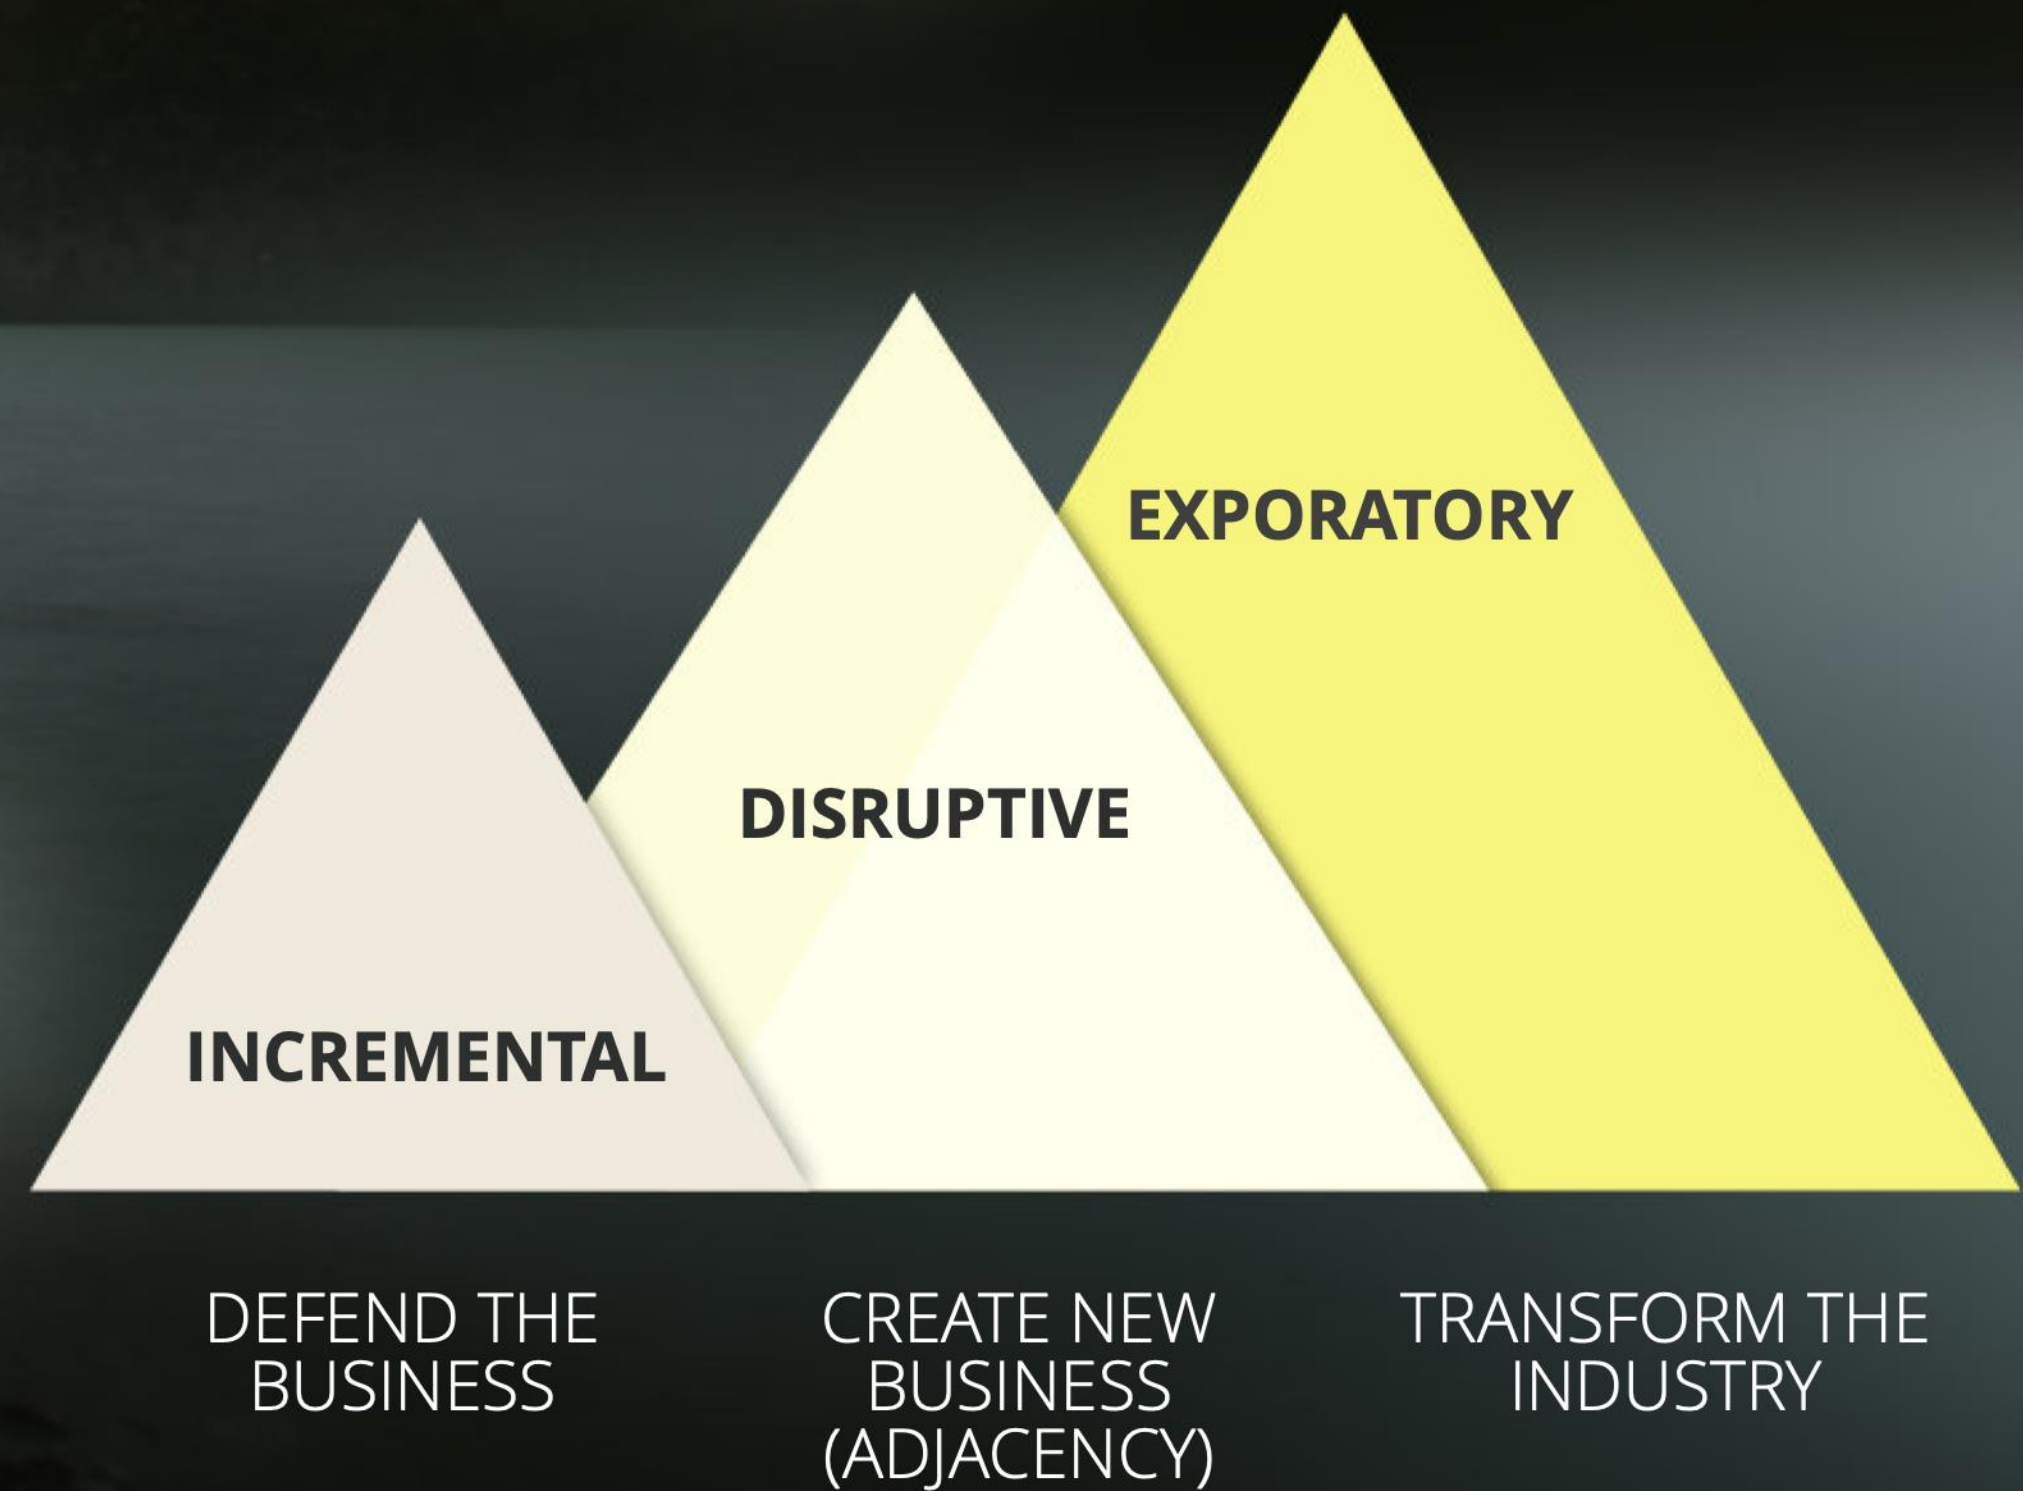 EXPORATORY
DISRUPTIVE
INCREMENTAL
DEFEND THE
BUSINESS
CREATE NEW
BUSINESS
(ADJACENCY)
TRANSFORM THE
INDUSTRY